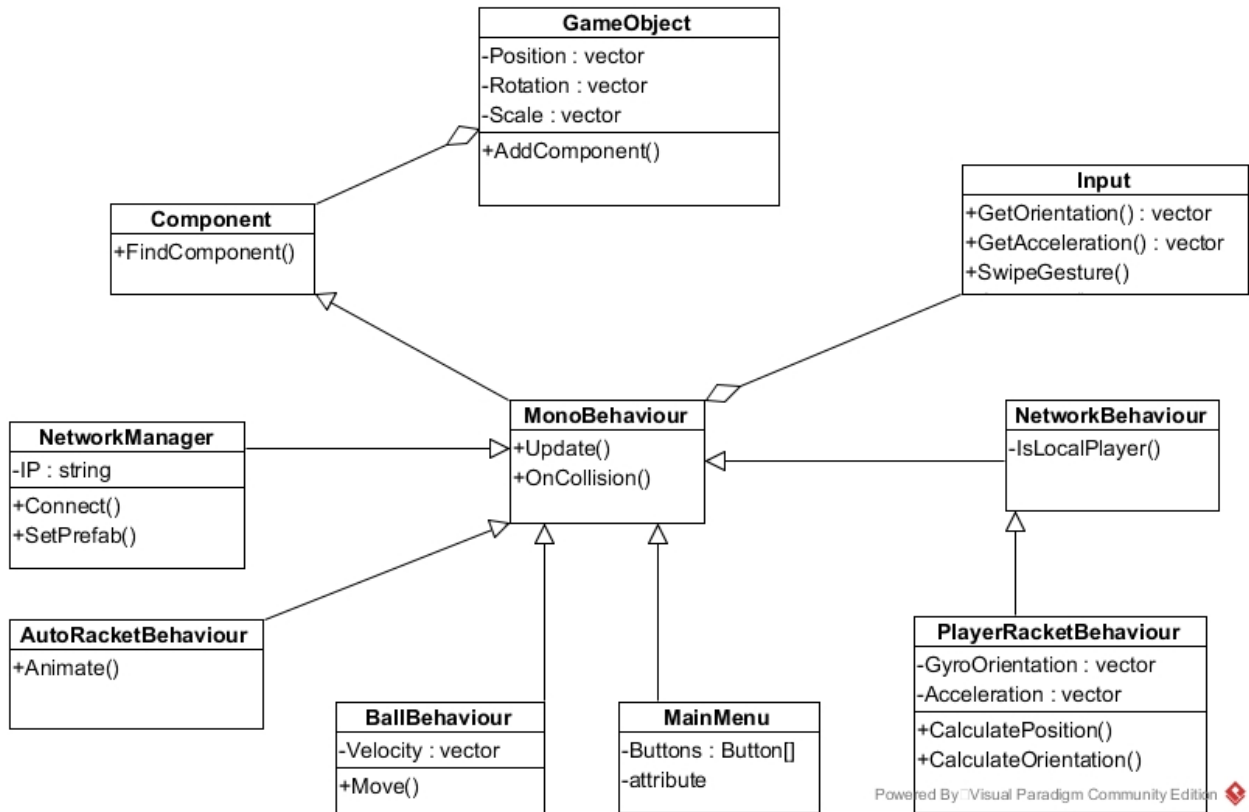 GameObject
-Position : vector
-Rotation : vector
-Scale : vector
+AddComponent()
Component
+FindComponent()
Input
+GetOrientation() : vector
+GetAcceleration() : vector
+SwipeGesture()
MonoBehaviour
+Update()
+OnCollision()
NetworkManager
-IP : string
+Connect()
+SetPrefab()
NetworkBehaviour
-IsLocalPlayer()
AutoRacketBehaviour
+Animate()
BallBehaviour
-Velocity : vector
+Move()
MainMenu
-Buttons : Button[]
-attribute
PlayerRacketBehaviour
-GyroOrientation : vector
-Acceleration : vector
+CalculatePosition()
+CalculateOrientation()
Powered By Visual Paradigm Community Edition